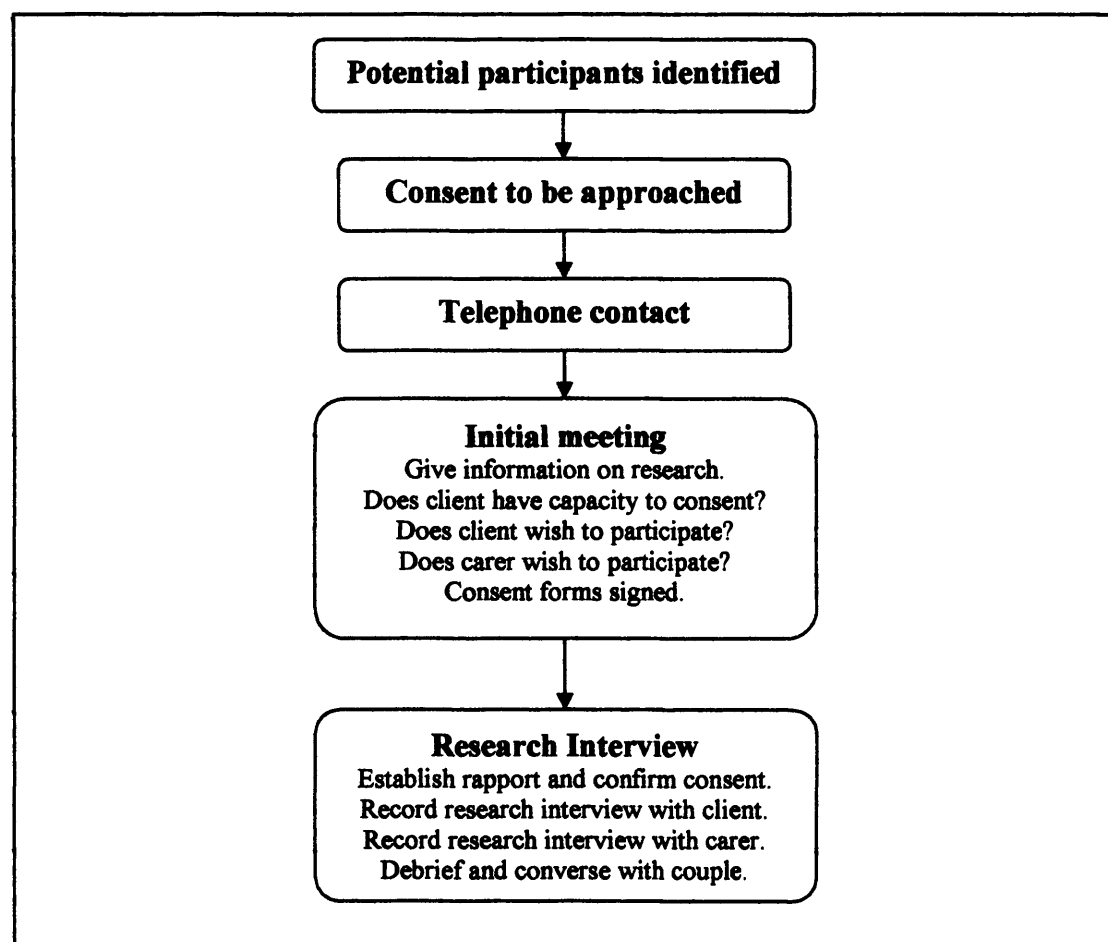 Potential participants identified
Consent to be approached
Telephone contact
Initial meeting
Give information on research.
Does client have capacity to consent?
Does client wish to participate?
Does carer wish to participate?
Consent forms signed.
Research Interview
Establish rapport and confirm consent.
Record research interview with client.
Record research interview with carer.
Debrief and converse with couple.